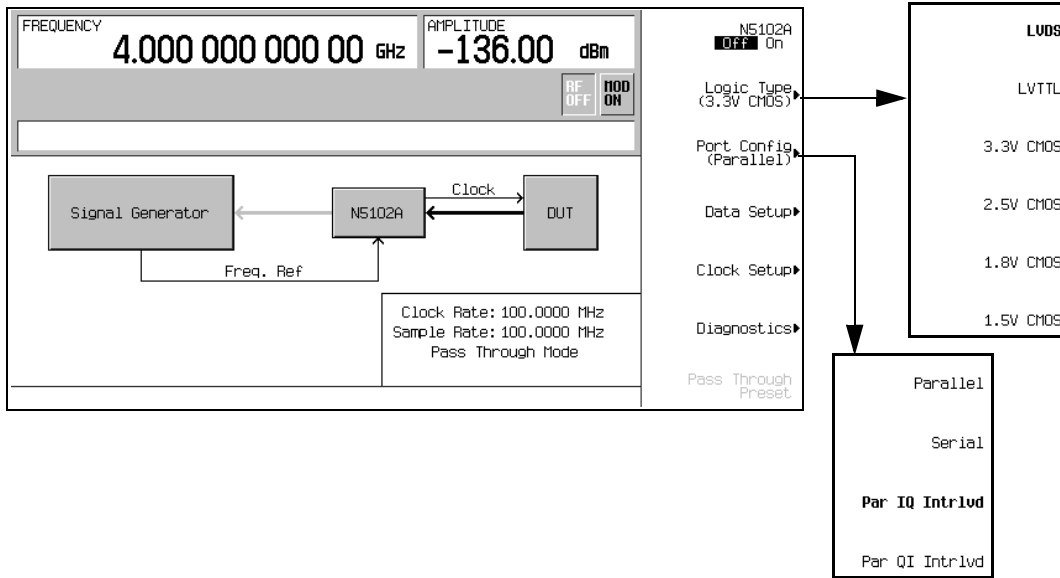 FREQUENCY
4.000 000 000 00 GHz
AMPLITUDE
-136.00 dBm
RF OFF
MOD ON
N5102A
Off On
Logic Type
(3.3V CMOS)
Port Config
(Parallel)
Data Setup
Clock Setup
Diagnostics
Pass Through
Preset
Signal Generator
N5102A
Clock
DUT
Freq. Ref
Clock Rate: 100.0000 MHz
Sample Rate: 100.0000 MHz
Pass Through Mode
LVDS
LVTTL
3.3V CMOS
2.5V CMOS
1.8V CMOS
1.5V CMOS
Parallel
Serial
Par IQ Intrlvd
Par QI Intrlvd